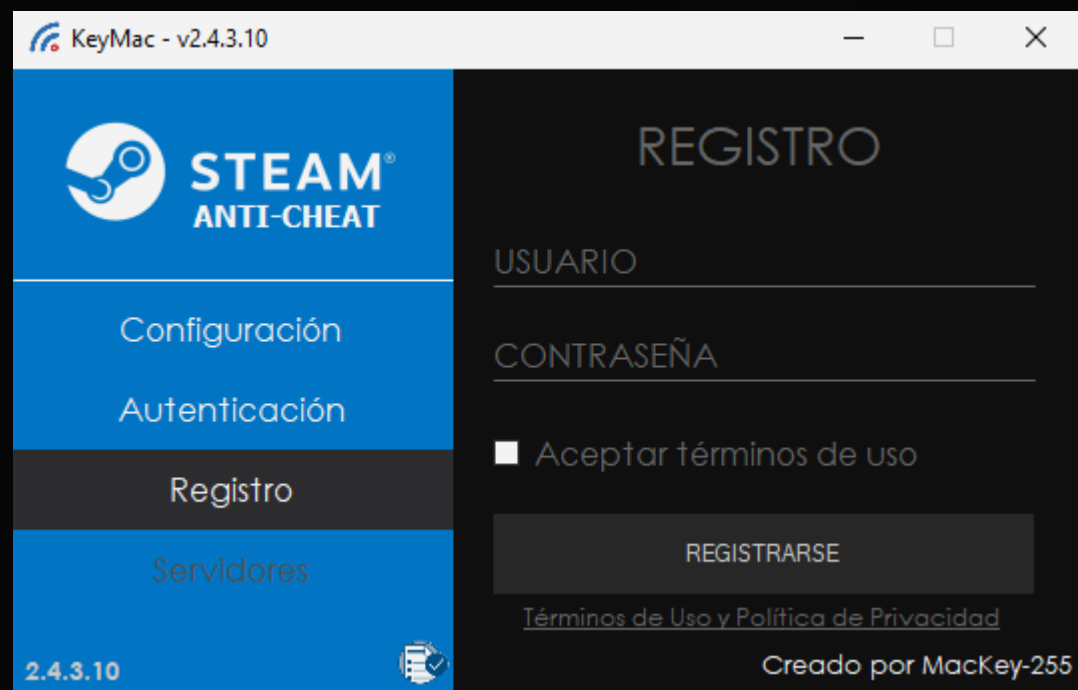 KeyMac - v2.4.3.10
STEAM®
ANTI-CHEAT
Configuración
Autenticación
Registro
Servidores
2.4.3.10
REGISTRO
USUARIO
CONTRASEÑA
Aceptar términos de uso
REGISTRARSE
Términos de Uso y Política de Privacidad
Creado por MacKey-255